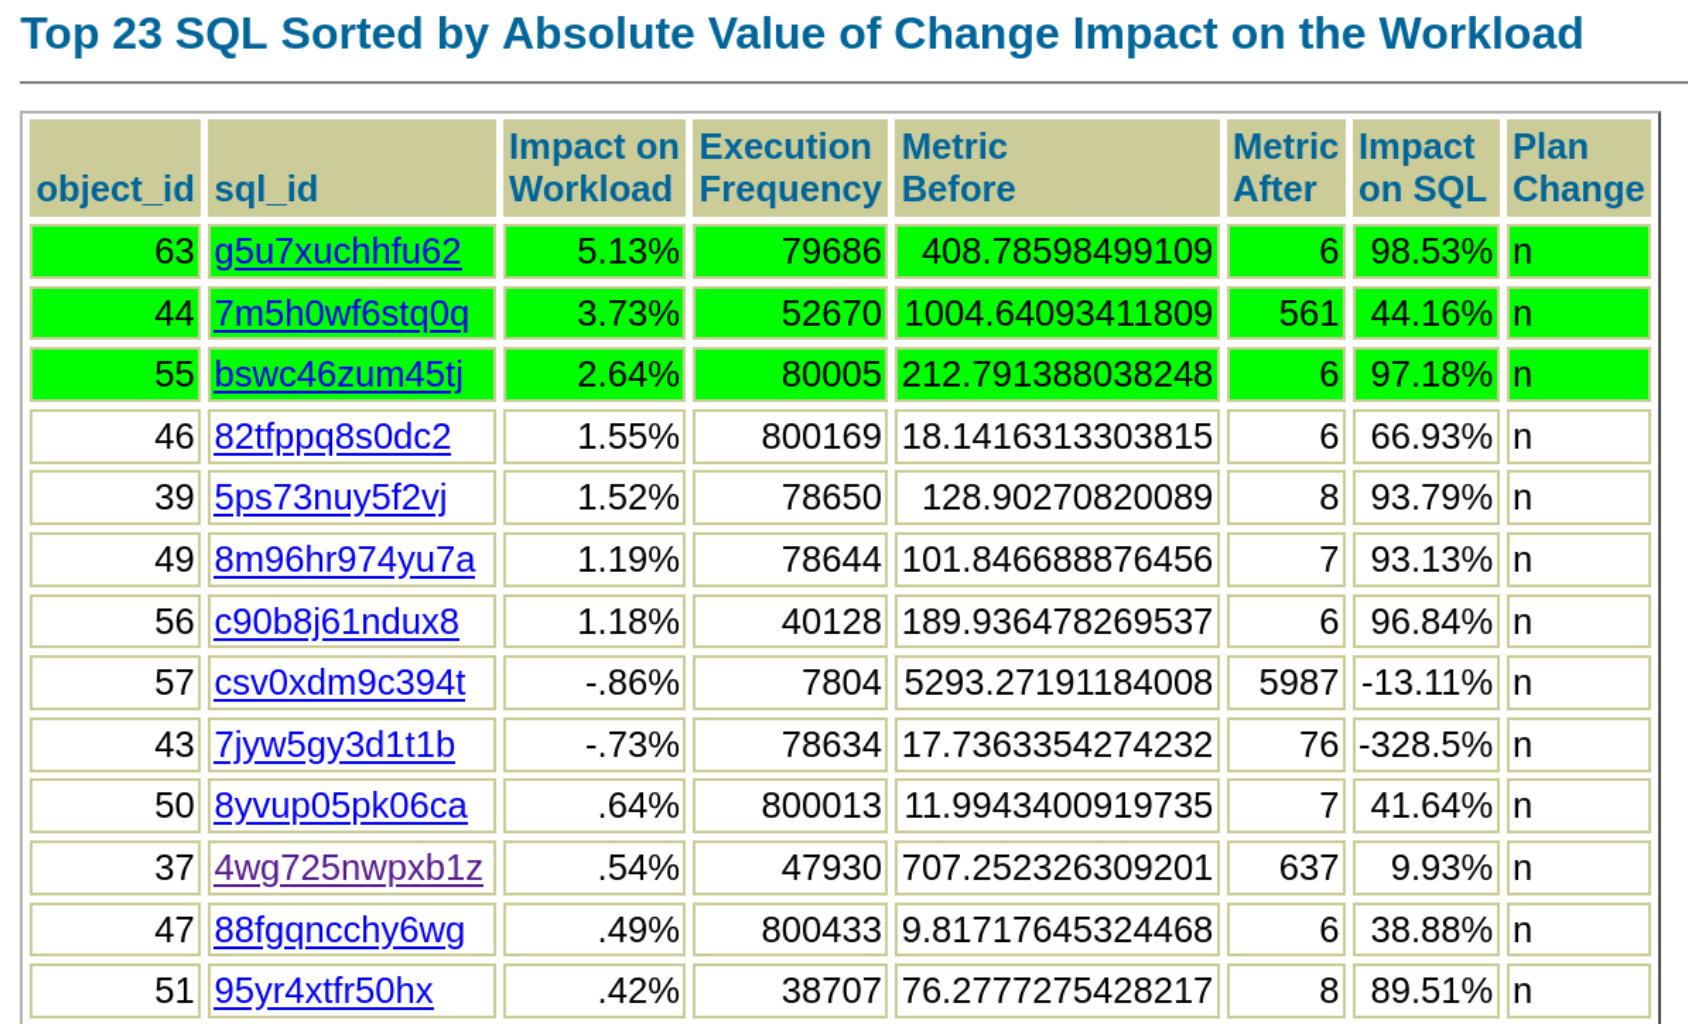 Top 23 SQL Sorted by Absolute Value of Change Impact on the Workload
object_id sql_id Impact on Workload Execution Frequency Metric Before Metric After Impact on SQL Plan Change
63 g5u7xuchhfu62 5.13% 79686 408.78598499109 6 98.53% n
44 7m5h0wf6stq0q 3.73% 52670 1004.64093411809 561 44.16% n
55 bswc46zum45tj 2.64% 80005 212.791388038248 6 97.18% n
46 82tfppq8s0dc2 1.55% 800169 18.1416313303815 6 66.93% n
39 5ps73nuy5f2vj 1.52% 78650 128.90270820089 8 93.79% n
49 8m96hr974yu7a 1.19% 78644 101.846688876456 7 93.13% n
56 c90b8j61ndux8 1.18% 40128 189.936478269537 6 96.84% n
57 csv0xdm9c394t -.86% 7804 5293.27191184008 5987 -13.11% n
43 7jyw5gy3d1t1b -.73% 78634 17.7363354274232 76 -328.5% n
50 8yvup05pk06ca .64% 800013 11.9943400919735 7 41.64% n
37 4wg725nwpxb1z .54% 47930 707.252326309201 637 9.93% n
47 88fgqncchy6wg .49% 800433 9.81717645324468 6 38.88% n
51 95yr4xtfr50hx .42% 38707 76.2777275428217 8 89.51% n